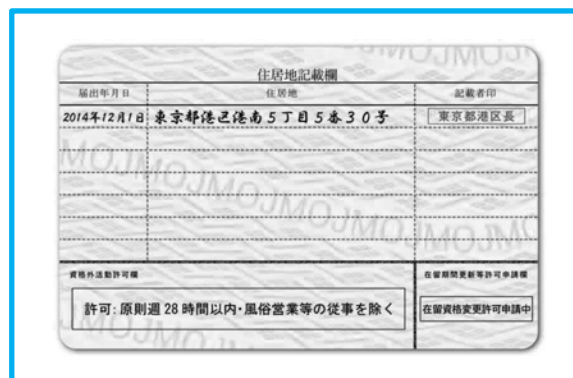 住居地記載欄
届出年月日 住居地 記載者印
2014年12月1日 東京都港区港南5丁目5番30号 東京都港区長
MOJMOJMOJMOJ
資格外活動許可欄 在留期間更新等許可申請欄
許可:原則週28時間以内・風俗営業等の従事を除く 在留資格変更許可申請中